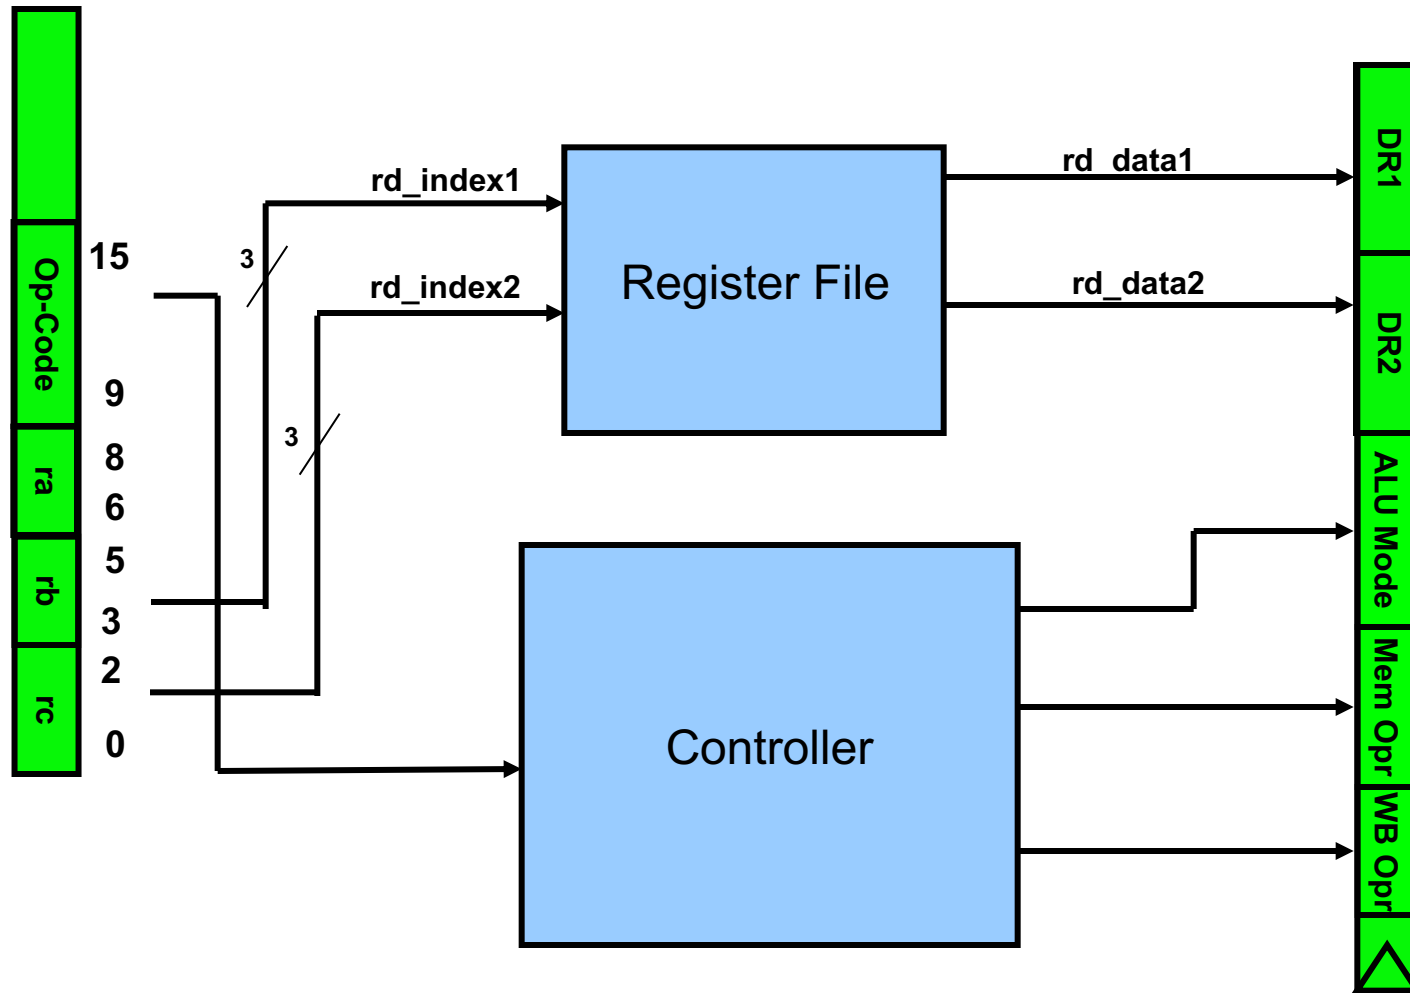 Op-Code
ra
rb
rc
15
9
8
6
5
3
2
0
3
3
rd_index1
rd_index2
Register File
Controller
rd_data1
rd_data2
DR1
DR2
ALU Mode
Mem Opr
WB Opr